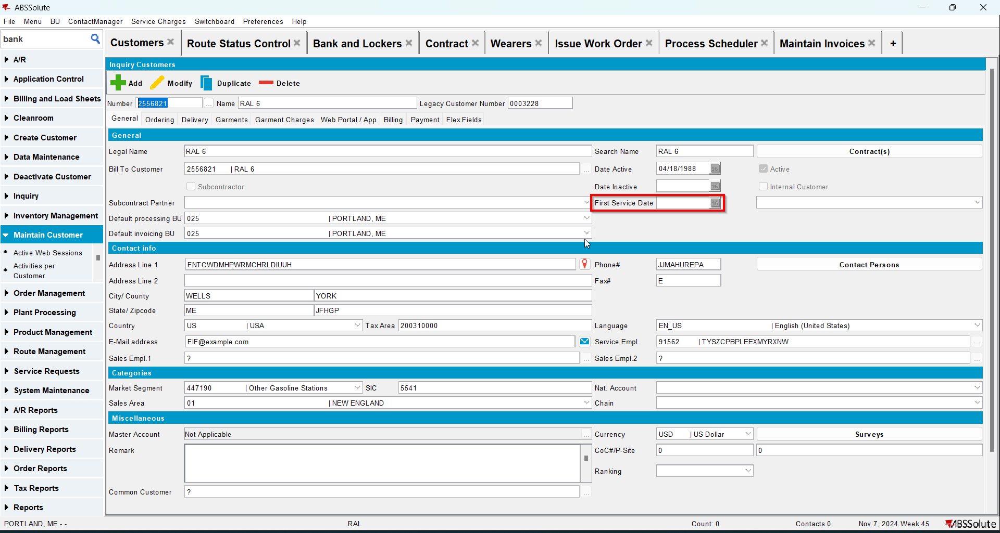 ABSSolute
File Menu BU ContactManager Service Charges Switchboard Preferences Help
bank
Customers Route Status Control Bank and Lockers Contract Wearers Issue Work Order Process Scheduler Maintain Invoices +
A/R
Application Control
Billing and Load Sheets
Cleanroom
Create Customer
Data Maintenance
Deactivate Customer
Inquiry
Inventory Management
Maintain Customer
Active Web Sessions
Activities per
Customer
Order Management
Plant Processing
Product Management
Route Management
Service Requests
System Maintenance
A/R Reports
Billing Reports
Delivery Reports
Order Reports
Tax Reports
Reports
Inquiry Customers
Add Modify Duplicate Delete
Number 2556821 ... Name RAL 6 Legacy Customer Number 0003228
General Ordering Delivery Garments Garment Charges Web Portal / App Billing Payment Flex Fields
General
Legal Name RAL 6 Search Name RAL 6 Contract(s)
Bill To Customer 2556821 | RAL 6 ... Date Active 04/18/1988 16 Active
Subcontractor Date Inactive 16 Internal Customer
Subcontract Partner First Service Date 16
Default processing BU 025 | PORTLAND, ME
Default invoicing BU 025 | PORTLAND, ME
Contact info
Address Line 1 FNTCWDMHPWRMCHRLDIUUH Phone# JJMAHUREPA Contact Persons
Address Line 2 Fax# E
City/ County WELLS YORK
State/ Zipcode ME JFHGP
Country US | USA Tax Area 200310000 Language EN_US | English (United States)
E-Mail address FIF@example.com Service Empl. 91562 | TYSZCPBPLEEXMYRXNW ...
Sales Empl.1 ? ... Sales Empl.2 ? ...
Categories
Market Segment 447190 | Other Gasoline Stations SIC 5541 Nat. Account
Sales Area 01 | NEW ENGLAND Chain
Miscellaneous
Master Account Not Applicable ... Currency USD | US Dollar Surveys
Remark CoC#/P-Site 0 0
Ranking
Common Customer ? ...
PORTLAND, ME - - RAL Count: 0 Contacts 0 Nov 7, 2024 Week 45 ABSSolute